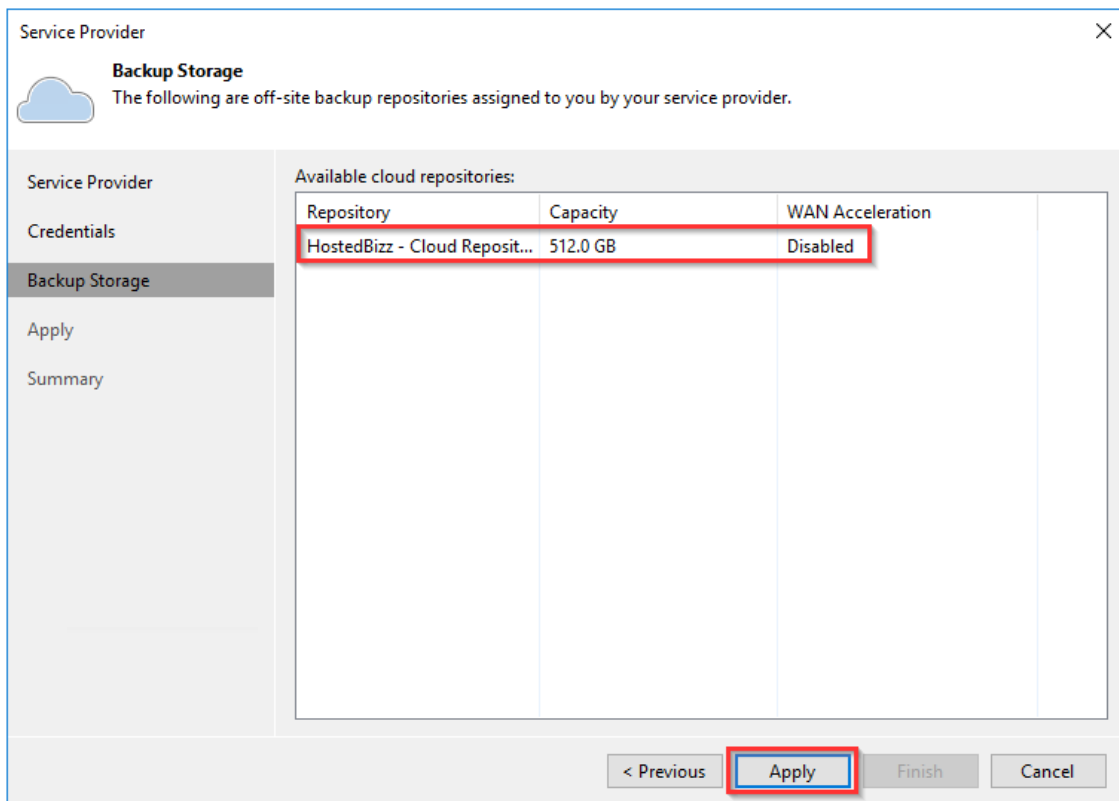 Service Provider
Backup Storage
The following are off-site backup repositories assigned to you by your service provider.
Service Provider
Credentials
Backup Storage
Apply
Summary
Available cloud repositories:
Repository Capacity WAN Acceleration
HostedBizz - Cloud Reposit... 512.0 GB Disabled
< Previous Apply Finish Cancel